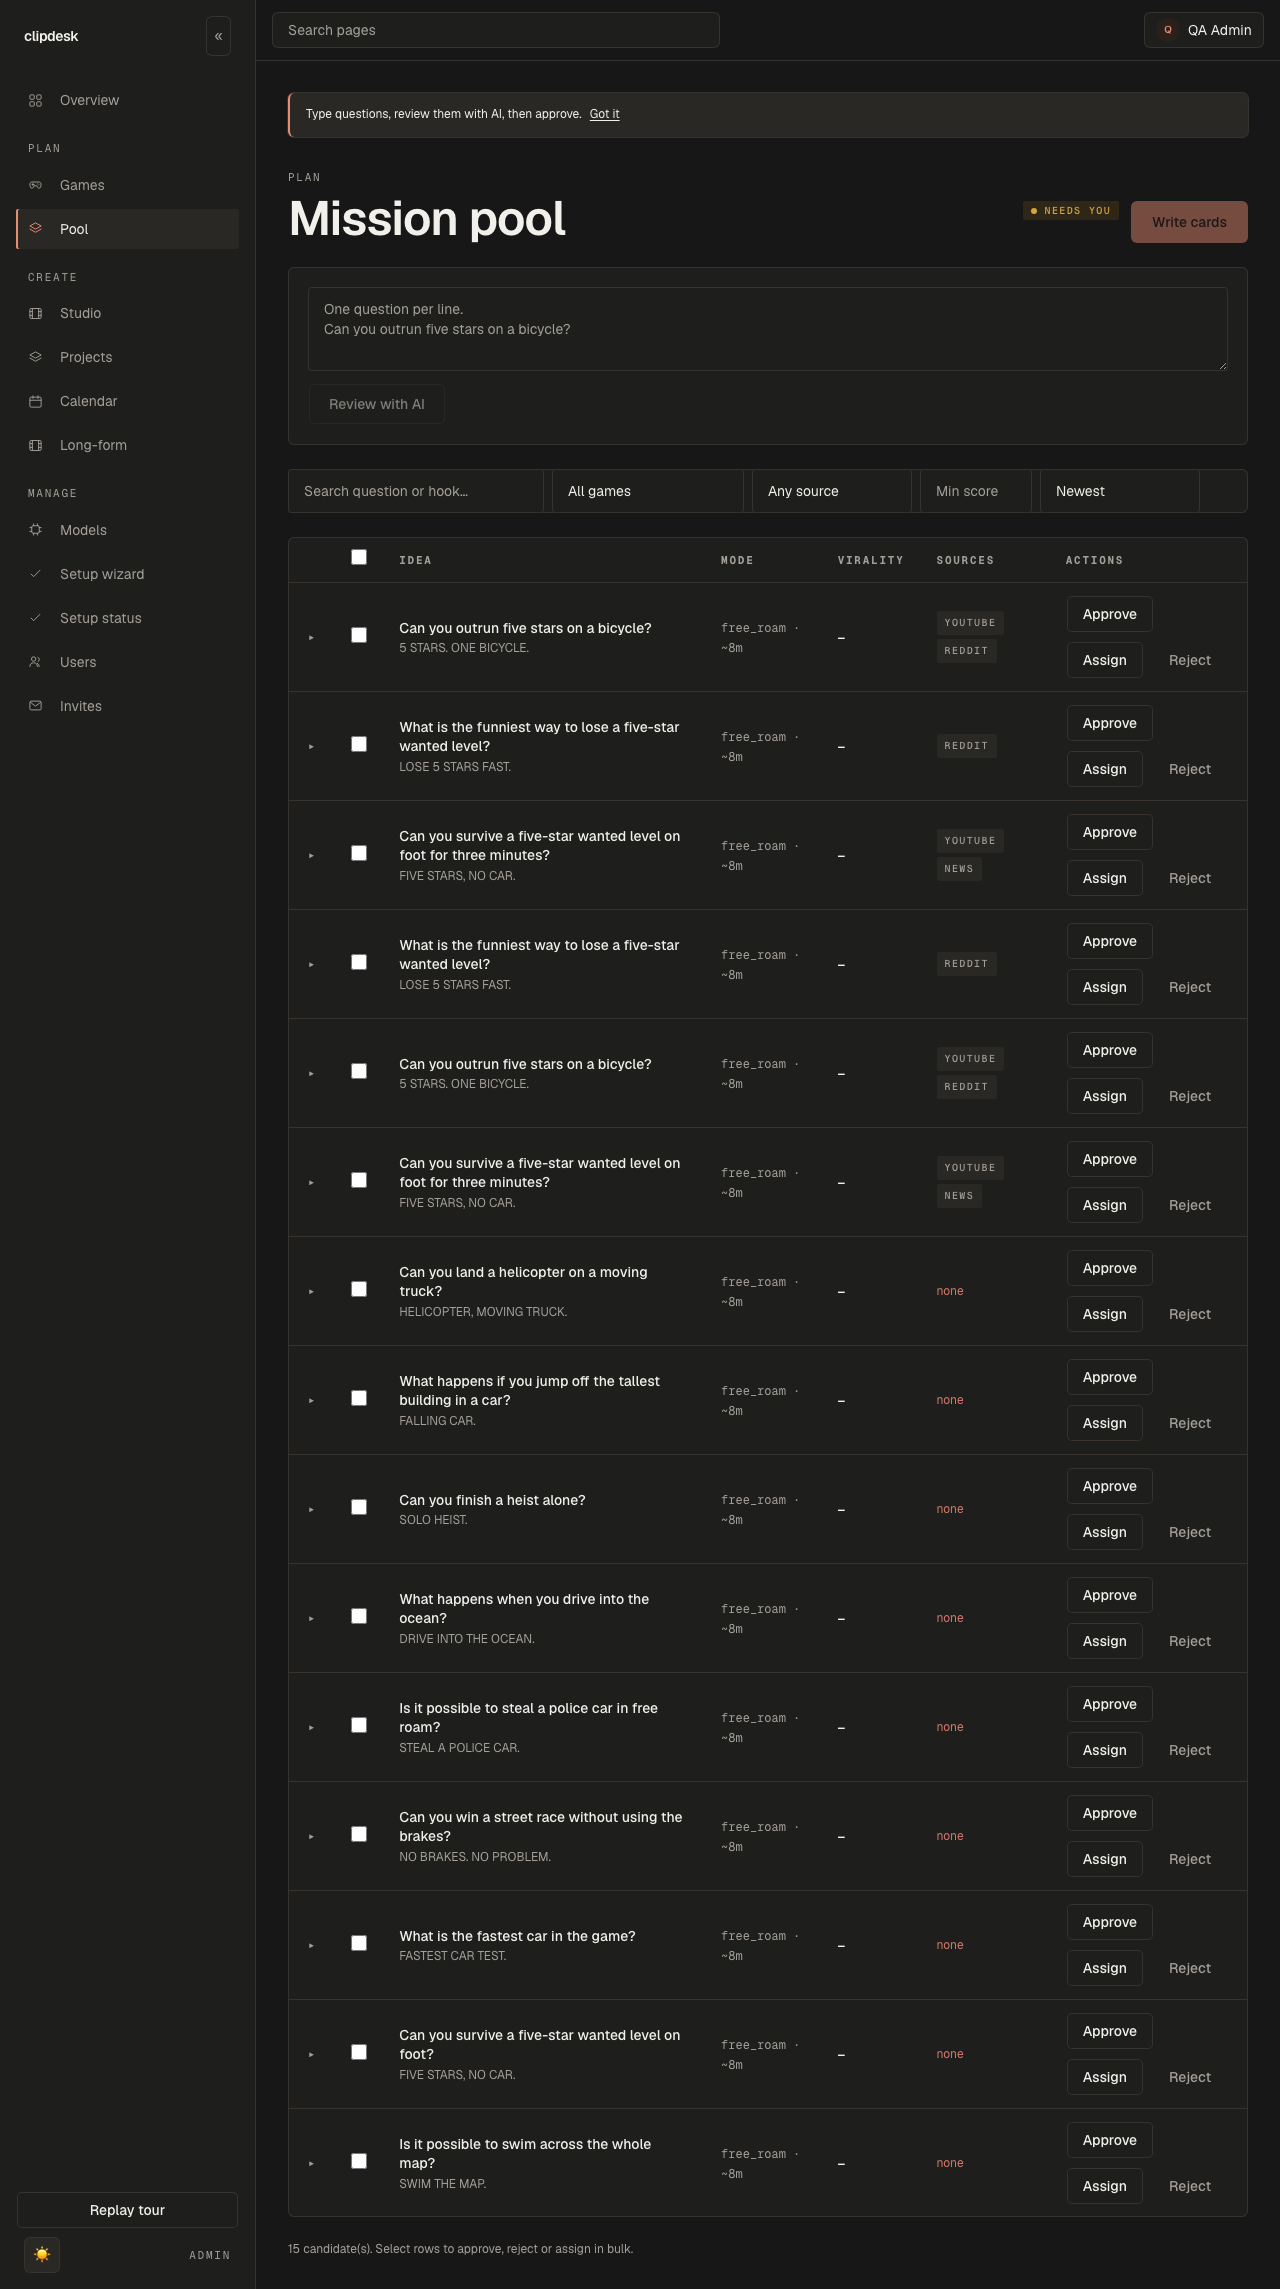 clipdesk
«
Search pages
Q
QA Admin
Overview
PLAN
Games
Pool
CREATE
Studio
Projects
Calendar
Long-form
MANAGE
Models
Setup wizard
Setup status
Users
Invites
Replay tour
ADMIN
Type questions, review them with AI, then approve. Got it
PLAN
Mission pool
NEEDS YOU
Write cards
One question per line.
Can you outrun five stars on a bicycle?
Review with AI
Search question or hook…
All games
Any source
Min score
Newest
IDEA MODE VIRALITY SOURCES ACTIONS
Can you outrun five stars on a bicycle?
5 STARS. ONE BICYCLE.
free_roam ·
~8m
–
YOUTUBE
REDDIT
Approve
Assign Reject
What is the funniest way to lose a five-star
wanted level?
LOSE 5 STARS FAST.
free_roam ·
~8m
–
REDDIT
Approve
Assign Reject
Can you survive a five-star wanted level on
foot for three minutes?
FIVE STARS, NO CAR.
free_roam ·
~8m
–
YOUTUBE
NEWS
Approve
Assign Reject
What is the funniest way to lose a five-star
wanted level?
LOSE 5 STARS FAST.
free_roam ·
~8m
–
REDDIT
Approve
Assign Reject
Can you outrun five stars on a bicycle?
5 STARS. ONE BICYCLE.
free_roam ·
~8m
–
YOUTUBE
REDDIT
Approve
Assign Reject
Can you survive a five-star wanted level on
foot for three minutes?
FIVE STARS, NO CAR.
free_roam ·
~8m
–
YOUTUBE
NEWS
Approve
Assign Reject
Can you land a helicopter on a moving
truck?
HELICOPTER, MOVING TRUCK.
free_roam ·
~8m
–
none
Approve
Assign Reject
What happens if you jump off the tallest
building in a car?
FALLING CAR.
free_roam ·
~8m
–
none
Approve
Assign Reject
Can you finish a heist alone?
SOLO HEIST.
free_roam ·
~8m
–
none
Approve
Assign Reject
What happens when you drive into the
ocean?
DRIVE INTO THE OCEAN.
free_roam ·
~8m
–
none
Approve
Assign Reject
Is it possible to steal a police car in free
roam?
STEAL A POLICE CAR.
free_roam ·
~8m
–
none
Approve
Assign Reject
Can you win a street race without using the
brakes?
NO BRAKES. NO PROBLEM.
free_roam ·
~8m
–
none
Approve
Assign Reject
What is the fastest car in the game?
FASTEST CAR TEST.
free_roam ·
~8m
–
none
Approve
Assign Reject
Can you survive a five-star wanted level on
foot?
FIVE STARS, NO CAR.
free_roam ·
~8m
–
none
Approve
Assign Reject
Is it possible to swim across the whole
map?
SWIM THE MAP.
free_roam ·
~8m
–
none
Approve
Assign Reject
15 candidate(s). Select rows to approve, reject or assign in bulk.